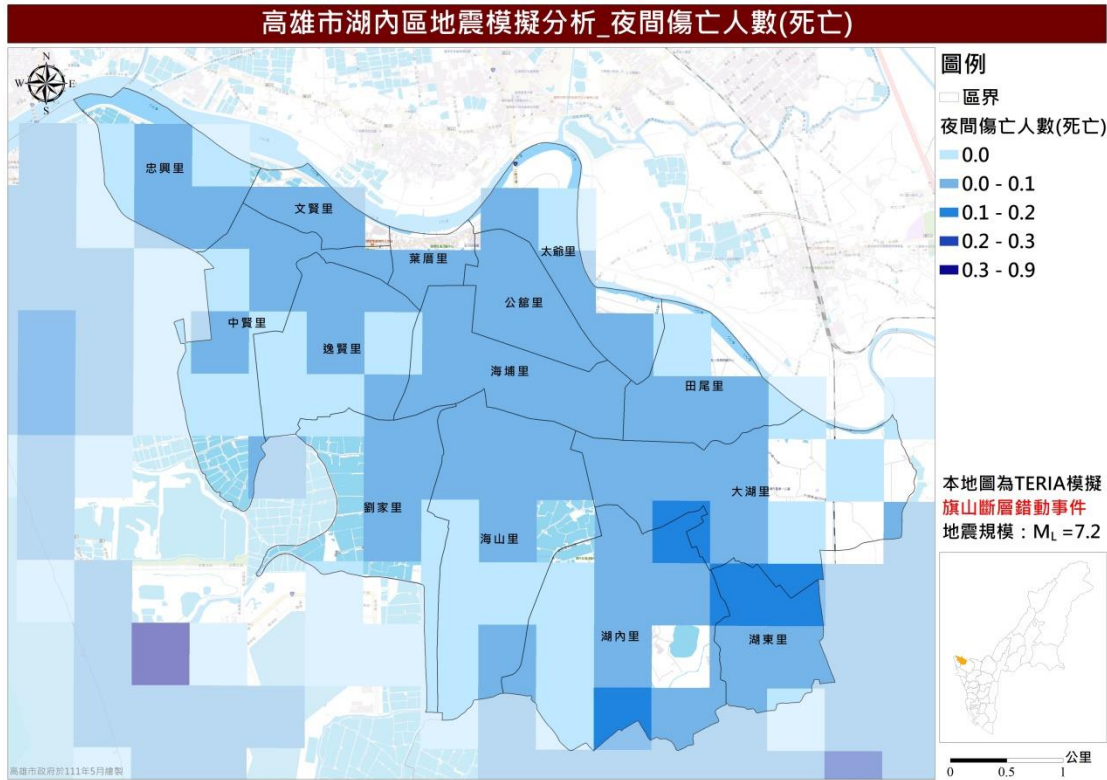 高雄市湖內區地震模擬分析_夜間傷亡人數(死亡)
N
W
E
S
忠興里
文賢里
葉厝里
太爺里
公舘里
中賢里
逸賢里
海埔里
田尾里
大湖里
劉家里
海山里
湖內里
湖東里
圖例
區界
夜間傷亡人數(死亡)
0.0
0.0 - 0.1
0.1 - 0.2
0.2 - 0.3
0.3 - 0.9
本地圖為TERIA模擬
旗山斷層錯動事件
地震規模：ML =7.2
公里
0 0.5 1
高雄市政府於111年5月繪製